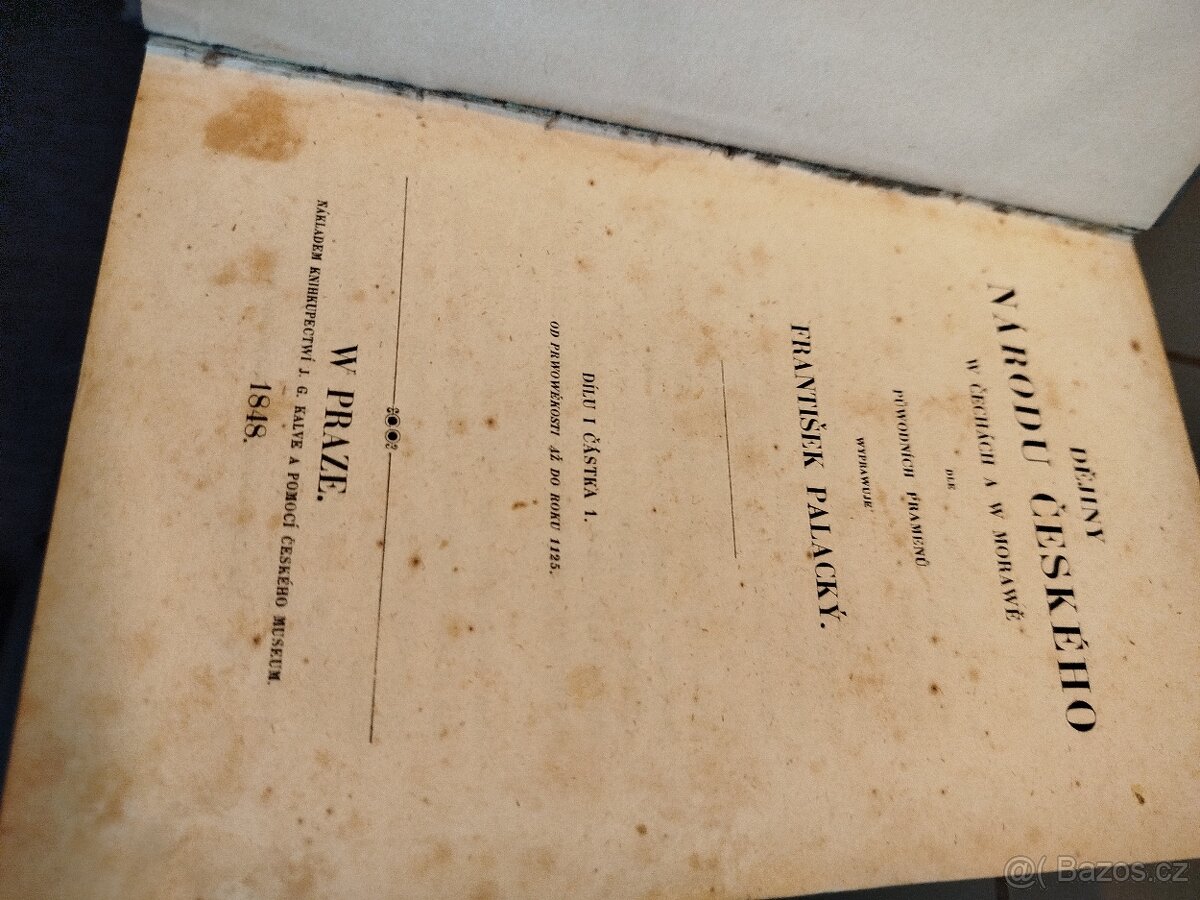 DĚJINY
NÁRODU ČESKÉHO
W ČECHÁCH A W MORAWĚ
DLE
PŮWODNÍCH PRAMENŮ
WYPRAWUJE
FRANTIŠEK PALACKÝ.
DÍLU I ČÁSTKA 1.
OD PRWOWĚKOSTI AŽ DO ROKU 1125.
W PRAZE.
NÁKLADEM KNIHKUPECTWÍ J. G. KALVE A POMOCÍ ČESKÉHO MUSEUM.
1848.
@( Bazos.cz